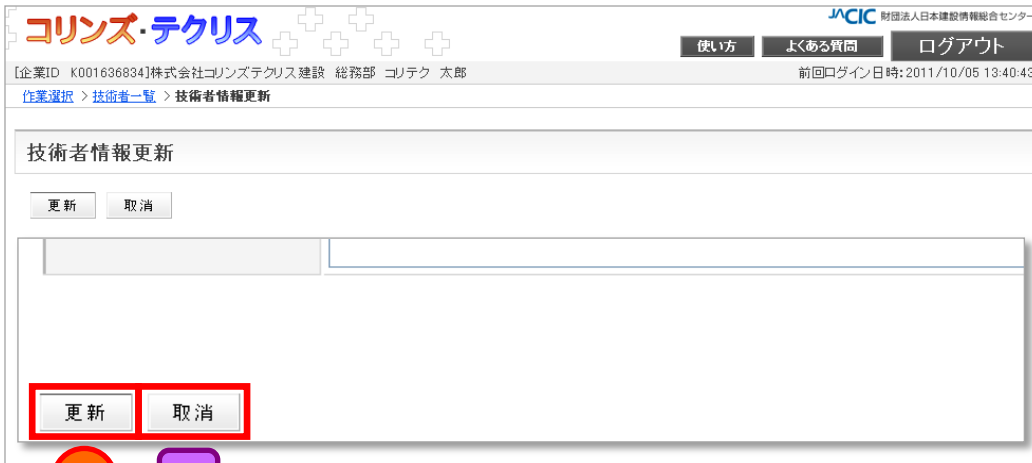 コリンズ・テクリス
JACIC 財団法人日本建設情報総合センター
使い方 よくある質問 ログアウト
[企業ID K001636834]株式会社コリンズテクリス建設 総務部 コリテク 太郎 前回ログイン日時:2011/10/05 13:40:43
作業選択 > 技術者一覧 > 技術者情報更新
技術者情報更新
更新 取消
更新 取消